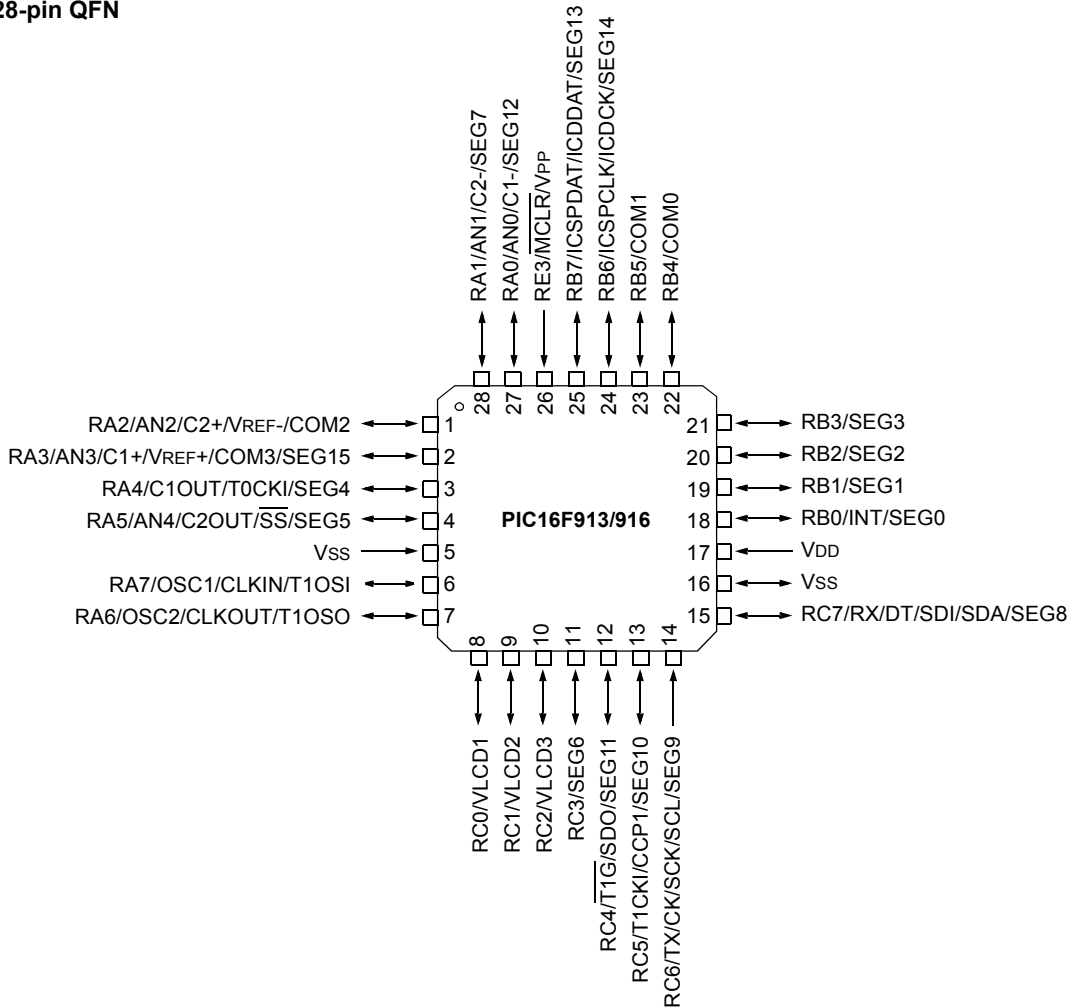 28-pin QFN
RA1/AN1/C2-/SEG7
RA0/AN0/C1-/SEG12
RE3/MCLR/VPP
RB7/ICSPDAT/ICDDAT/SEG13
RB6/ICSPCLK/ICDCK/SEG14
RB5/COM1
RB4/COM0
28
27
26
25
24
23
22
RA2/AN2/C2+/VREF-/COM2
1
RA3/AN3/C1+/VREF+/COM3/SEG15
2
RA4/C1OUT/T0CKI/SEG4
3
RA5/AN4/C2OUT/SS/SEG5
4
VSS
5
RA7/OSC1/CLKIN/T1OSI
6
RA6/OSC2/CLKOUT/T1OSO
7
PIC16F913/916
21
RB3/SEG3
20
RB2/SEG2
19
RB1/SEG1
18
RB0/INT/SEG0
17
VDD
16
VSS
15
RC7/RX/DT/SDI/SDA/SEG8
8
9
10
11
12
13
14
RC0/VLCD1
RC1/VLCD2
RC2/VLCD3
RC3/SEG6
RC4/T1G/SDO/SEG11
RC5/T1CKI/CCP1/SEG10
RC6/TX/CK/SCK/SCL/SEG9